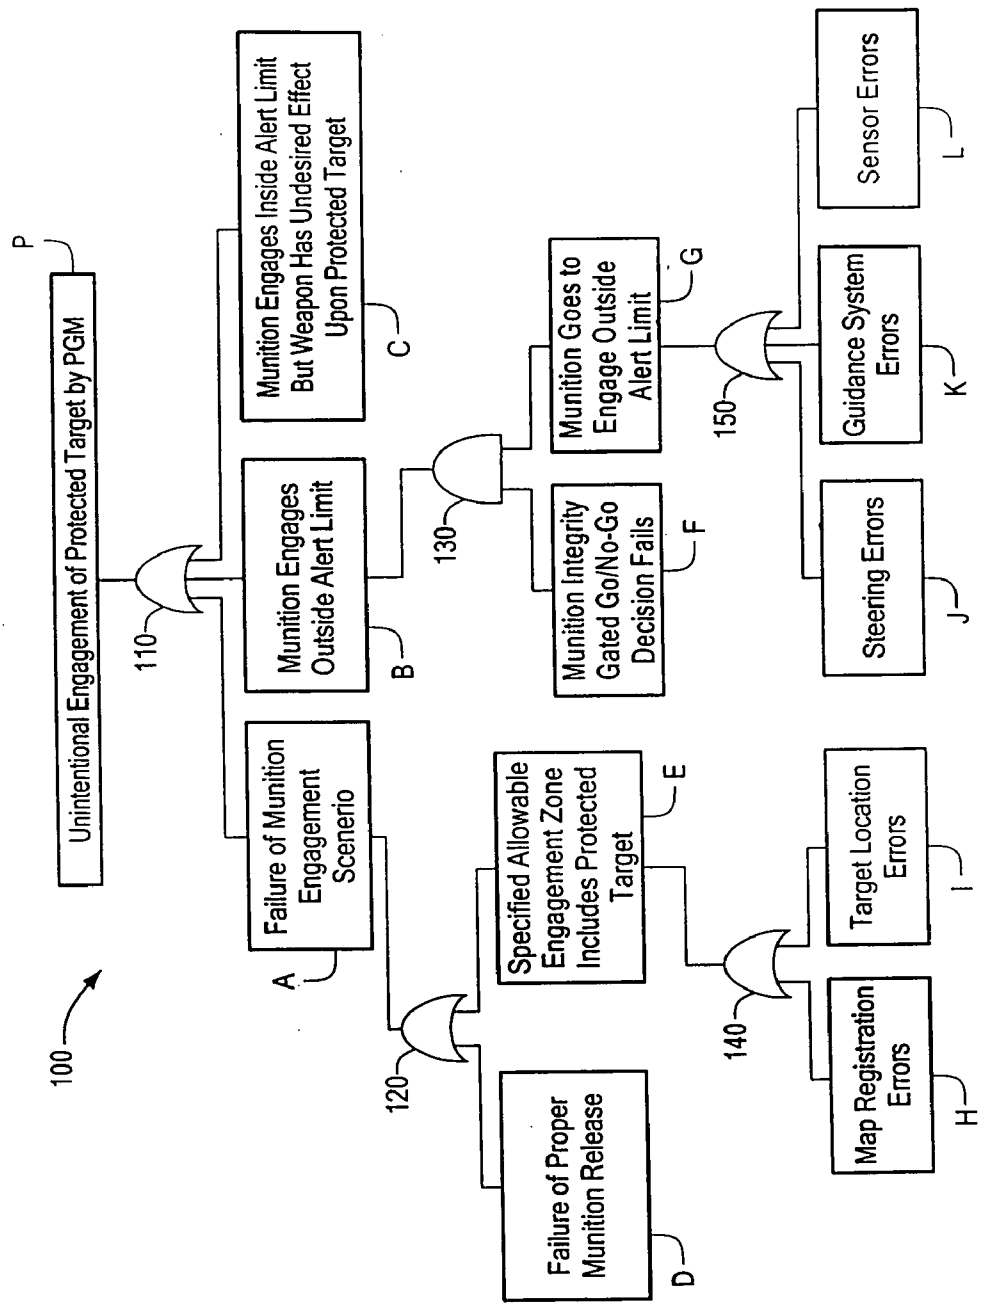 100
P
Unintentional Engagement of Protected Target by PGM
110
Failure of Munition
Engagement
Scenerio
A
Munition Engages
Outside Alert Limit
B
Munition Engages Inside Alert Limit
But Weapon Has Undesired Effect
Upon Protected Target
C
120
130
Failure of Proper
Munition Release
D
Specified Allowable
Engagement Zone
Includes Protected
Target
E
Munition Integrity
Gated Go/No-Go
Decision Fails
F
Munition Goes to
Engage Outside
Alert Limit
G
140
150
Map Registration
Errors
H
Target Location
Errors
I
Steering Errors
J
Guidance System
Errors
K
Sensor Errors
L